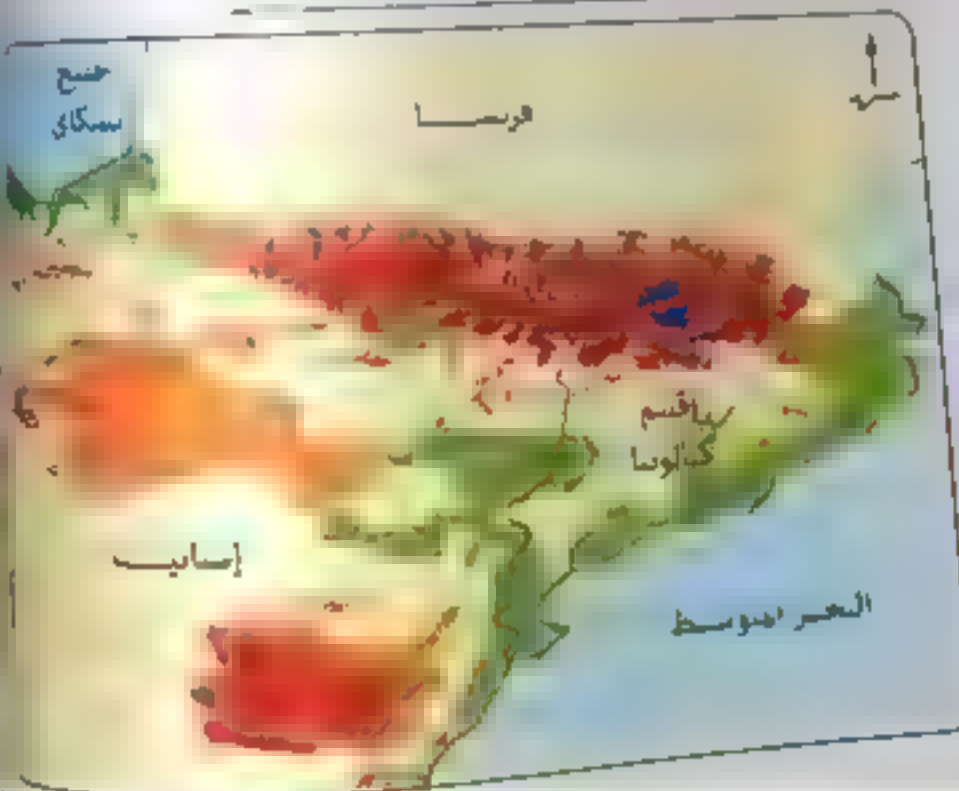 خليج
بسكاي
فرنسا
إقليم
كتالونيا
إسبانيا
البحر المتوسط